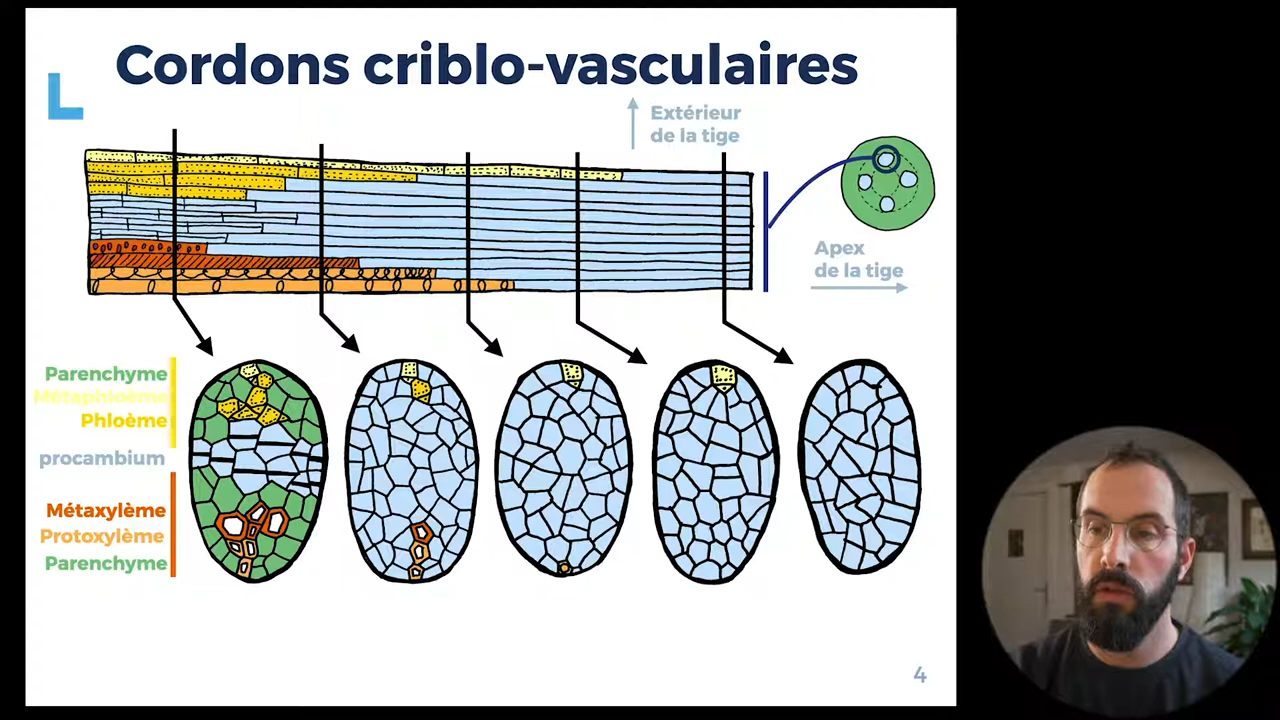 Cordons criblo-vasculaires
Extérieur
de la tige
Apex
de la tige
Parenchyme
Métaphloème
Phloème
procambium
Métaxylème
Protoxylème
Parenchyme
4